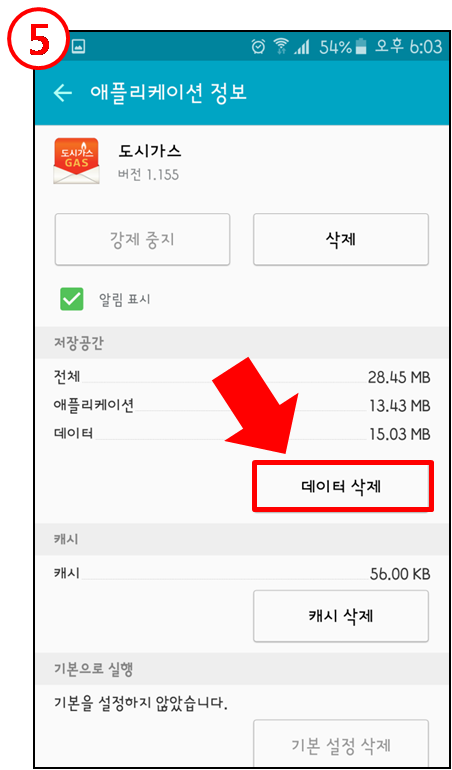 5
54% 오후 6:03
애플리케이션 정보
도시가스
GAS
도시가스
버전 1.155
강제 중지
삭제
알림 표시
저장공간
전체 28.45 MB
애플리케이션 13.43 MB
데이터 15.03 MB
데이터 삭제
캐시
캐시 56.00 KB
캐시 삭제
기본으로 실행
기본을 설정하지 않았습니다.
기본 설정 삭제